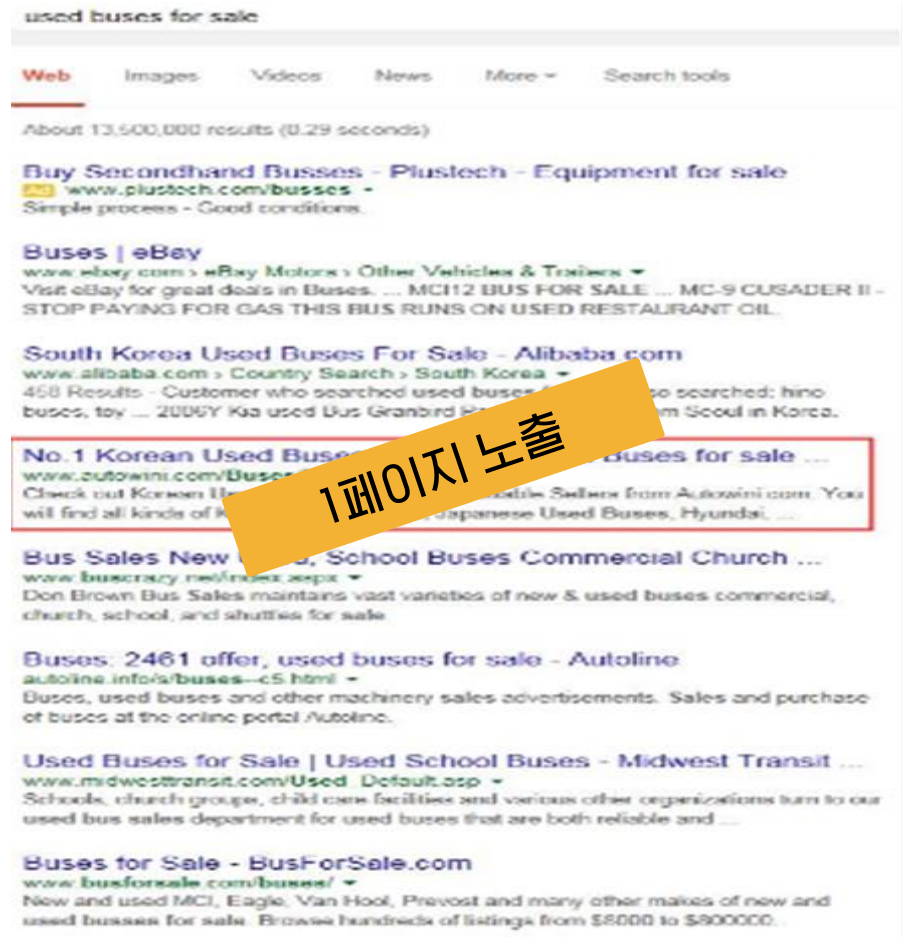 used buses for sale
Web Images Videos News More Search tools
About 13,500,000 results (0.29 seconds)
Buy Secondhand Busses - Plustech - Equipment for sale
Ad www.plustech.com/busses
Simple process - Good conditions.
Buses | eBay
www.ebay.com › eBay Motors › Other Vehicles & Trailers
Visit eBay for great deals in Buses. ... MCI12 BUS FOR SALE ... MC-9 CUSADER II -
STOP PAYING FOR GAS THIS BUS RUNS ON USED RESTAURANT OIL.
South Korea Used Buses For Sale - Alibaba.com
www.alibaba.com › Country Search › South Korea
458 Results - Customer who searched used buses so searched: hino
buses, toy ... 2006Y Kia used Bus Granbird Seoul in Korea.
1페이지 노출
No.1 Korean Used Buses for sale ...
www.autowini.com/Buses
Check out Korean Sellers from Autowini.com. You
will find all kinds of Japanese Used Buses, Hyundai, ...
Bus Sales New School Buses Commercial Church ...
www.buscrazy.net/index.aspx
Don Brown Bus Sales maintains vast varieties of new & used buses commercial,
church, school, and shuttles for sale
Buses: 2461 offer, used buses for sale - Autoline
autoline.info/s/buses--c5.html
Buses, used buses and other machinery sales advertisements. Sales and purchase
of buses at the online portal Autoline.
Used Buses for Sale | Used School Buses - Midwest Transit ...
www.midwesttransit.com/Used_Default.asp
Schools, church groups, child care facilities and various other organizations turn to our
used bus sales department for used buses that are both reliable and ...
Buses for Sale - BusForSale.com
www.busforsale.com/buses/
New and used MCI, Eagle, Van Hool, Prevost and many other makes of new and
used busses for sale. Browse hundreds of listings from $8000 to $800000.